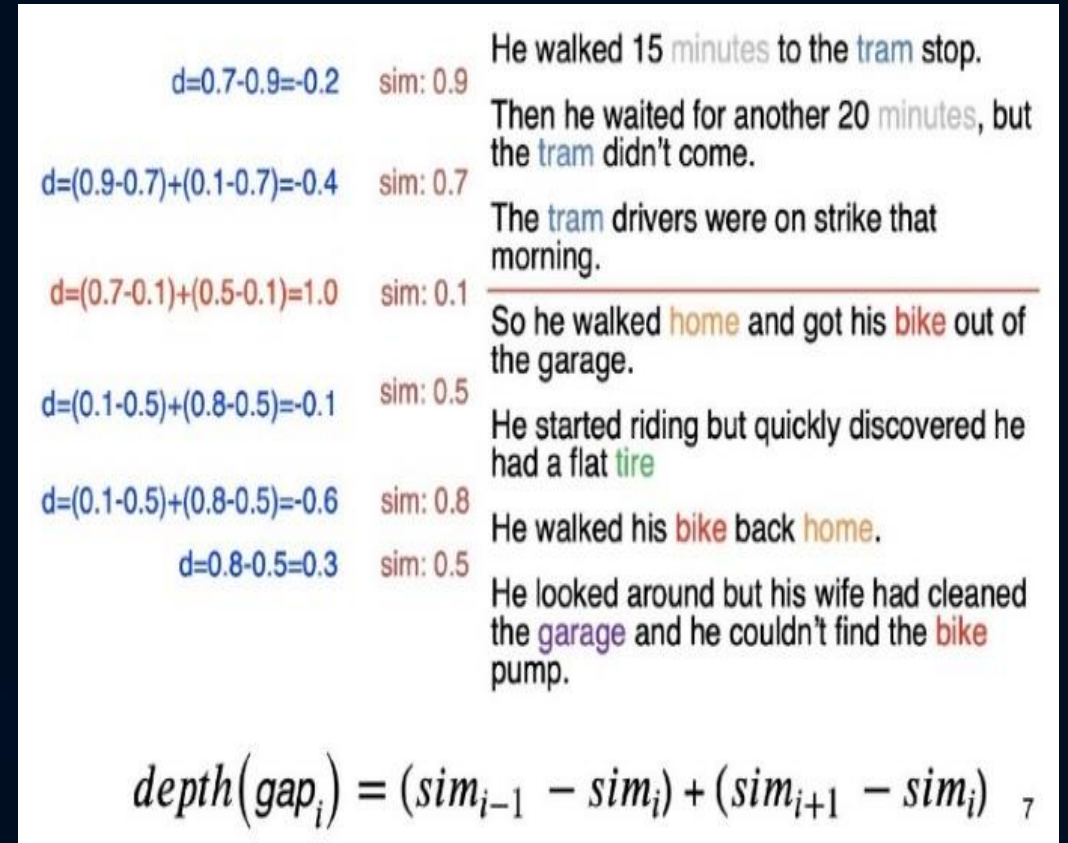 He walked 15 minutes to the tram stop.
d=0.7-0.9=-0.2 sim: 0.9
Then he waited for another 20 minutes, but
the tram didn't come.
d=(0.9-0.7)+(0.1-0.7)=-0.4 sim: 0.7
The tram drivers were on strike that
morning.
d=(0.7-0.1)+(0.5-0.1)=1.0 sim: 0.1
So he walked home and got his bike out of
the garage.
d=(0.1-0.5)+(0.8-0.5)=-0.1 sim: 0.5
He started riding but quickly discovered he
had a flat tire
d=(0.1-0.5)+(0.8-0.5)=-0.6 sim: 0.8
He walked his bike back home.
d=0.8-0.5=0.3 sim: 0.5
He looked around but his wife had cleaned
the garage and he couldn't find the bike
pump.
depth(gap_i) = (sim_{i-1} − sim_i) + (sim_{i+1} − sim_i) 7